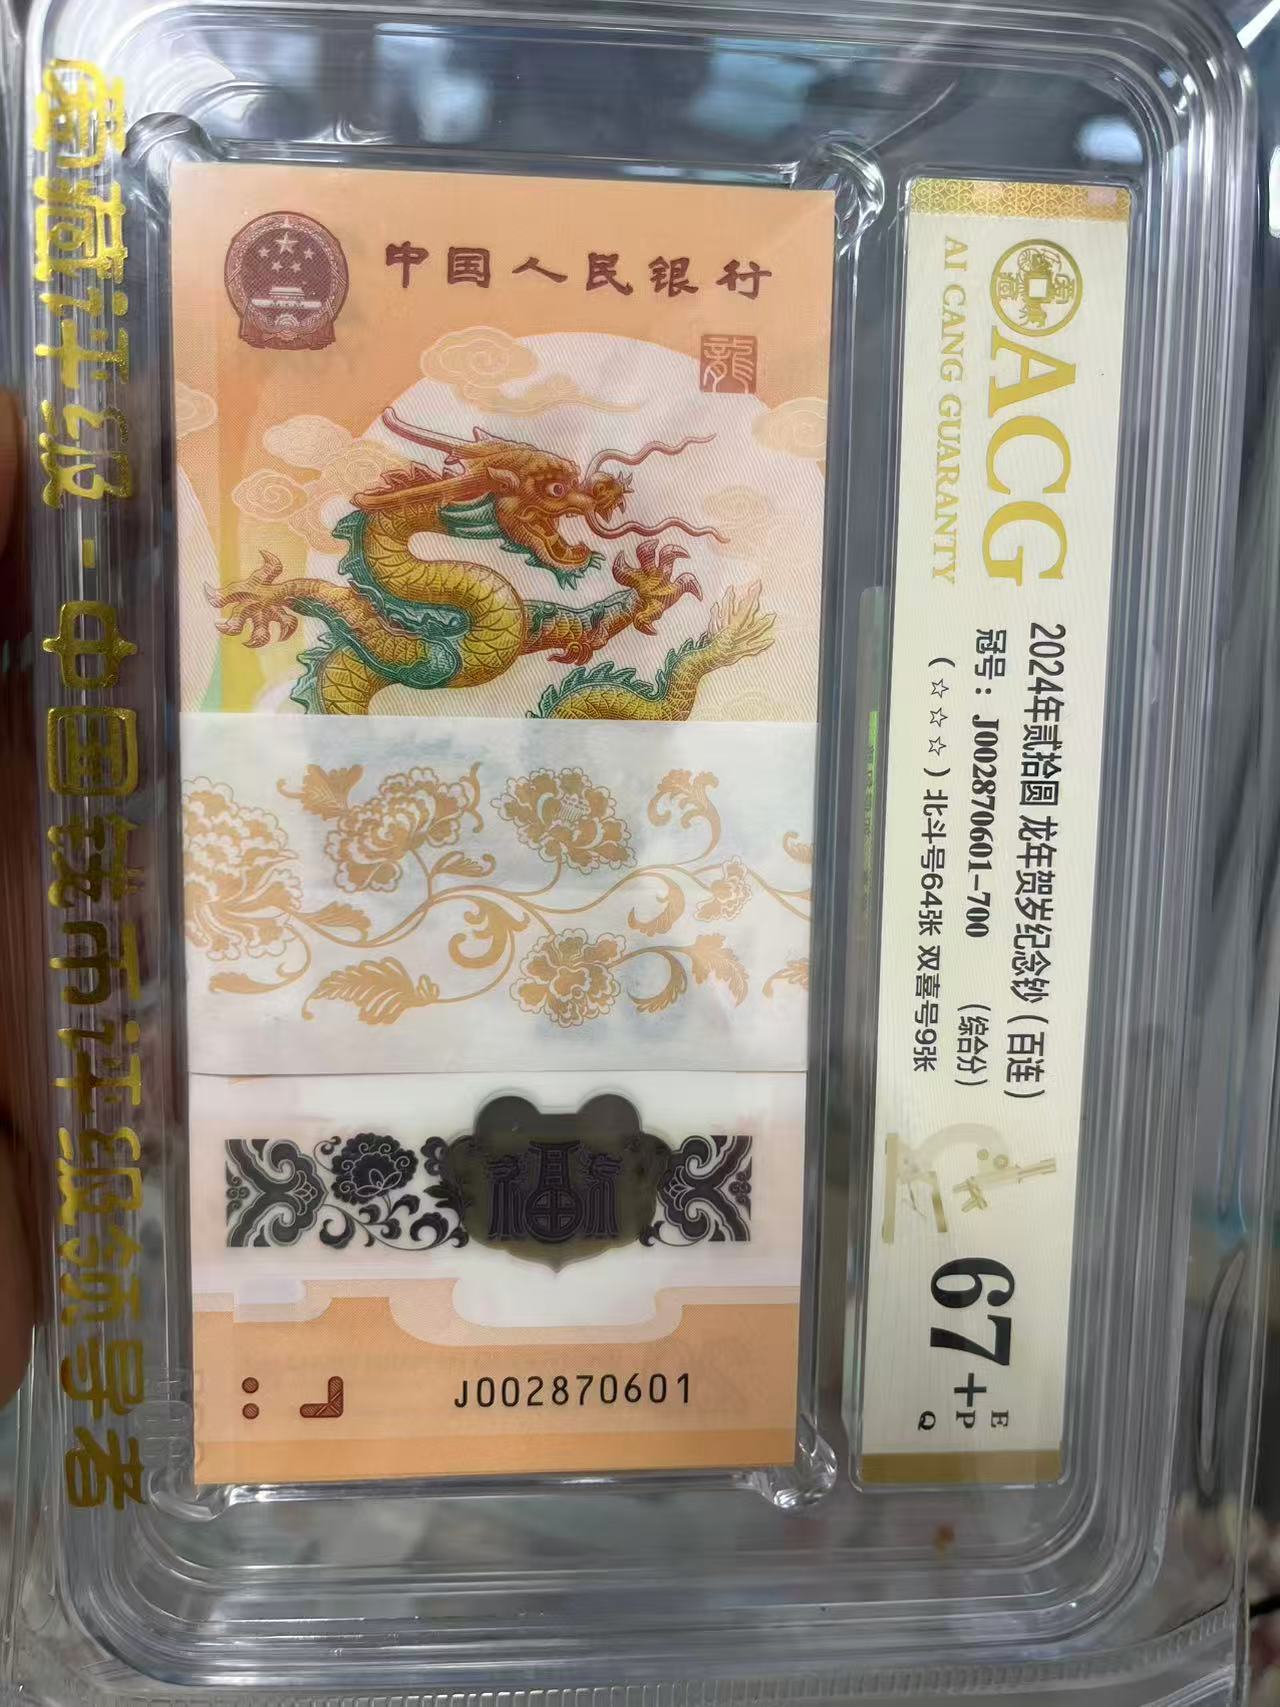 爱藏评级-中国钱币评级领导者
中国人民银行
龍
福
J002870601
ACG
AI CANG GUARANTY
2024年贰拾圆 龙年贺岁纪念钞（百连）
冠号：J002870601-700 （综合分）
（☆☆☆）北斗号64张 双喜号9张
67+
E
P
Q